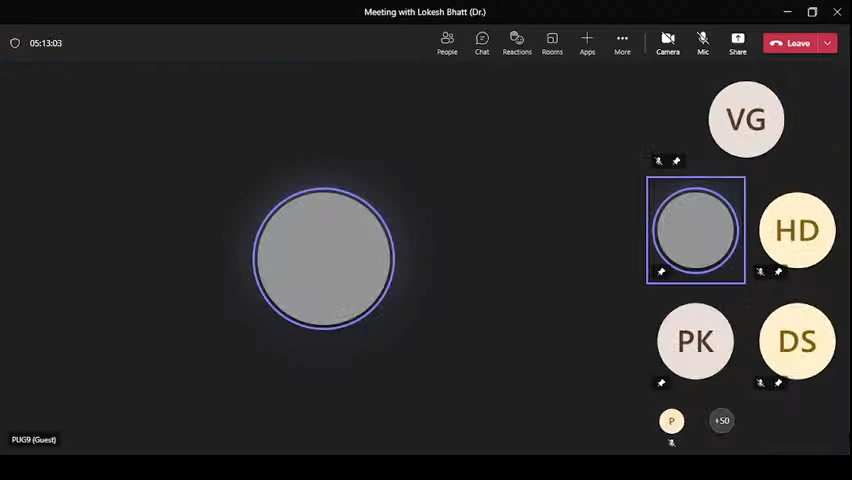 Meeting with Lokesh Bhatt (Dr.)
05:13:03
People Chat Reactions Rooms Apps More Camera Mic Share Leave
VG
HD
PK DS
P +50
PUG9 (Guest)